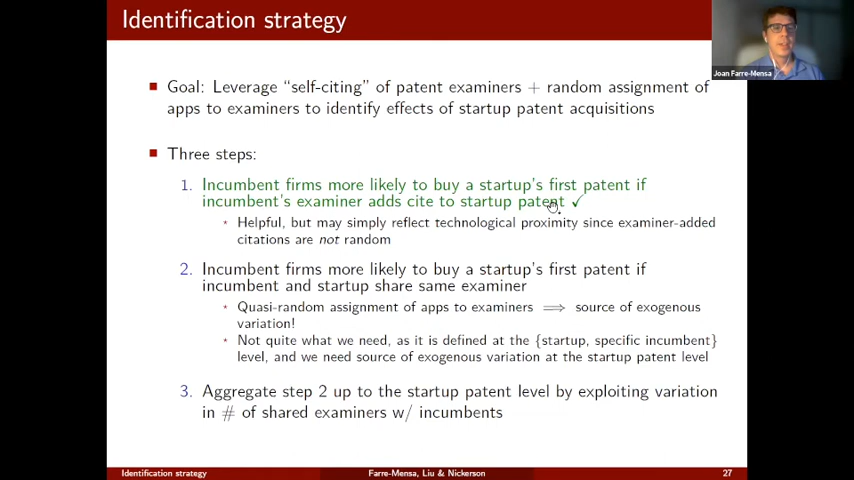 Identification strategy
Joan Farre-Mensa
Goal: Leverage “self-citing” of patent examiners + random assignment of
apps to examiners to identify effects of startup patent acquisitions
Three steps:
1. Incumbent firms more likely to buy a startup's first patent if
incumbent's examiner adds cite to startup patent ✓
* Helpful, but may simply reflect technological proximity since examiner-added
citations are not random
2. Incumbent firms more likely to buy a startup's first patent if
incumbent and startup share same examiner
* Quasi-random assignment of apps to examiners ⟹ source of exogenous
variation!
* Not quite what we need, as it is defined at the {startup, specific incumbent}
level, and we need source of exogenous variation at the startup patent level
3. Aggregate step 2 up to the startup patent level by exploiting variation
in # of shared examiners w/ incumbents
Identification strategy
Farre-Mensa, Liu & Nickerson
27